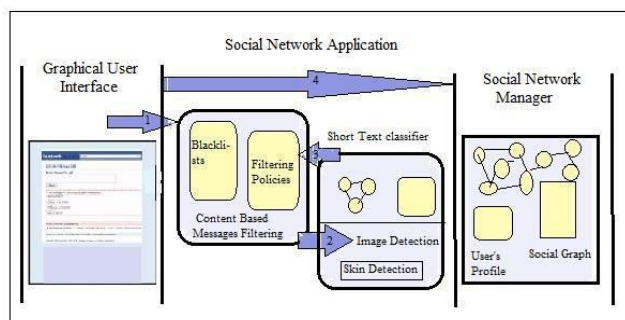 Social Network Application
Graphical User
Interface
4
Social Network
Manager
1
Blackli-
sts
Filtering
Policies
Content Based
Messages Filtering
Short Text classifier
3
2
Image Detection
Skin Detection
User's
Profile
Social Graph